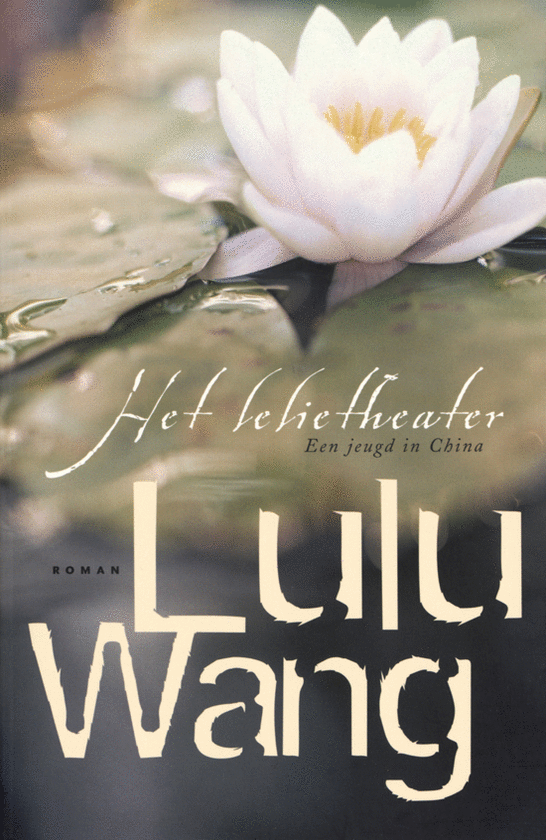 Het lelietheater
Een jeugd in China
ROMAN
Lulu
Wang